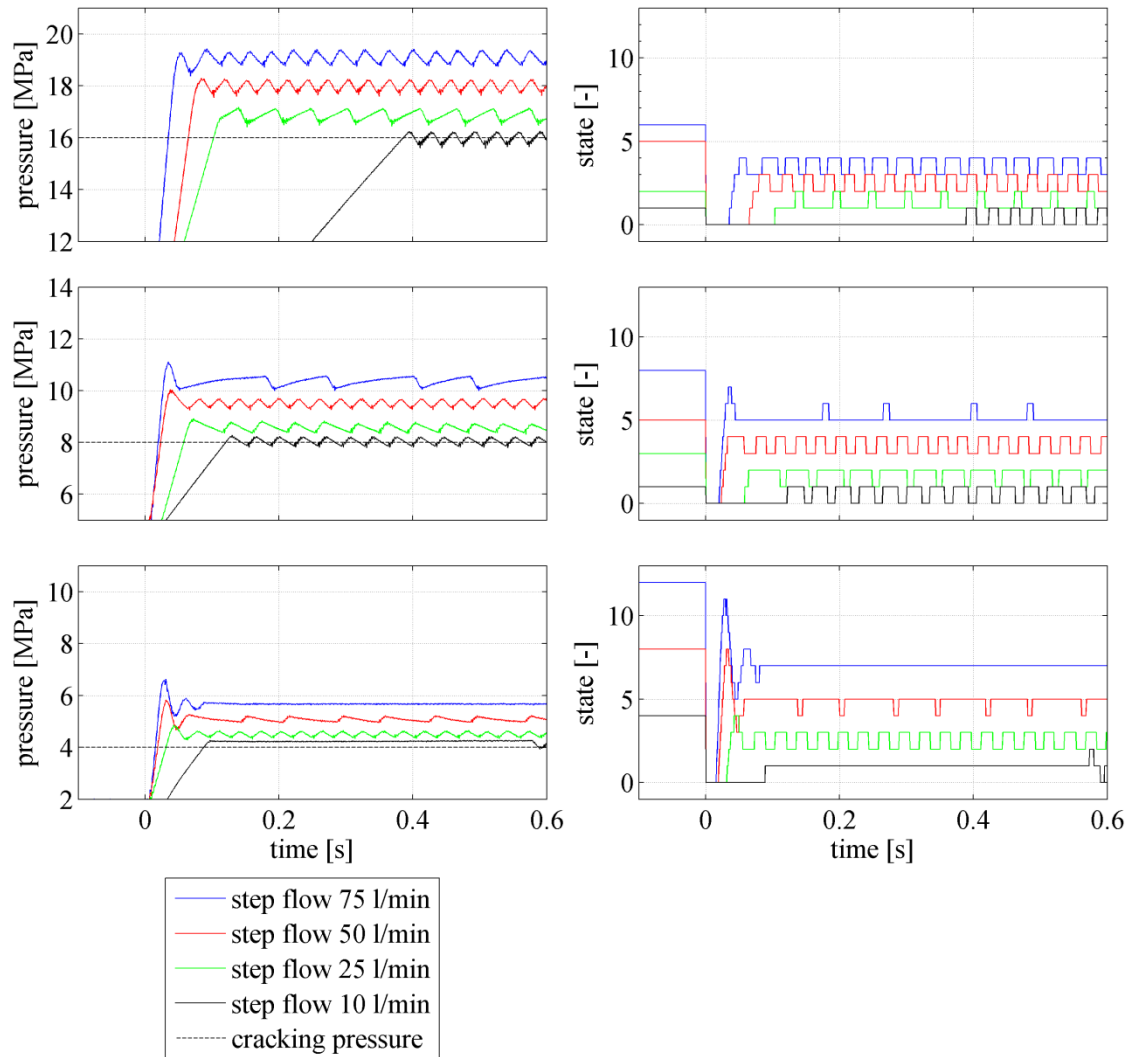 20
18
16
14
12
pressure [MPa]
10
5
0
state [-]
14
12
10
8
6
pressure [MPa]
10
5
0
state [-]
10
8
6
4
2
pressure [MPa]
0
0.2
0.4
0.6
time [s]
10
5
0
state [-]
0
0.2
0.4
0.6
time [s]
step flow 75 l/min
step flow 50 l/min
step flow 25 l/min
step flow 10 l/min
cracking pressure